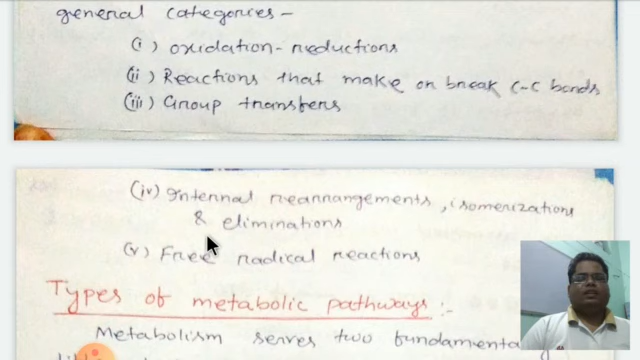 general categories -
(i) oxidation - reductions
(ii) Reactions that make or break C-C bonds
(iii) Group transfers
(iv) Internal rearrangements, isomerizations
& eliminations
(v) Free radical reactions
Types of metabolic pathways :-
Metabolism serves two fundamenta